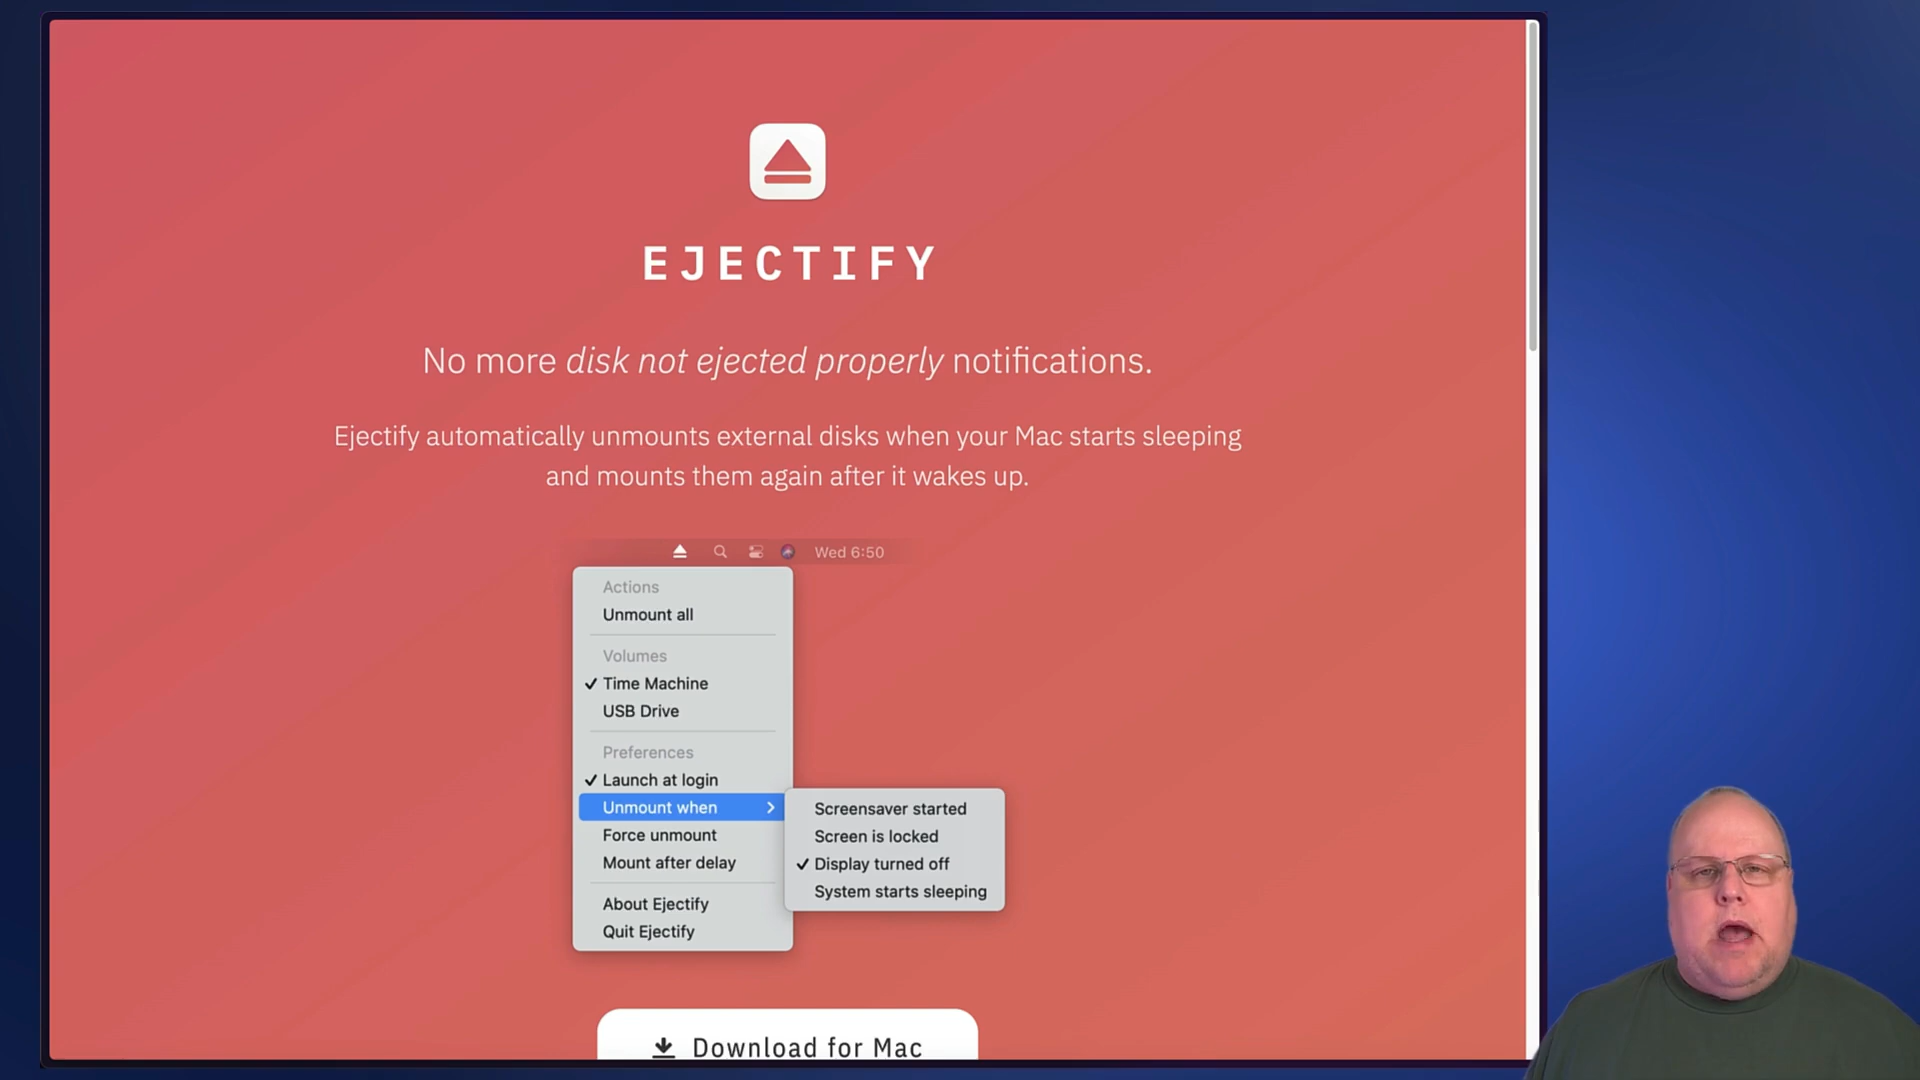 EJECTIFY
No more disk not ejected properly notifications.
Ejectify automatically unmounts external disks when your Mac starts sleeping
and mounts them again after it wakes up.
Wed 6:50
Actions
Unmount all
Volumes
Time Machine
USB Drive
Preferences
Launch at login
Unmount when
Force unmount
Mount after delay
About Ejectify
Quit Ejectify
Screensaver started
Screen is locked
Display turned off
System starts sleeping
Download for Mac